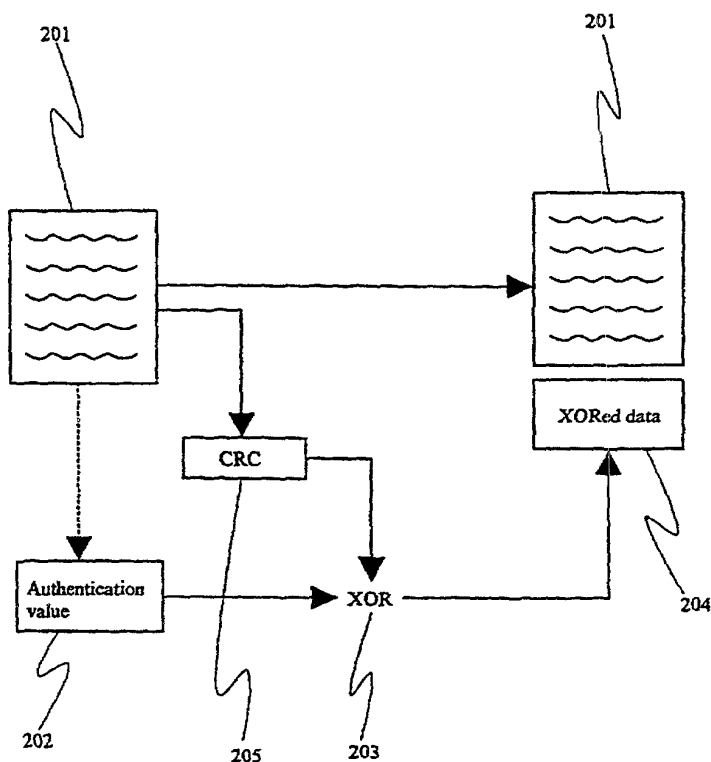 201
201
XORed data
CRC
Authentication
value
XOR
204
202
205
203